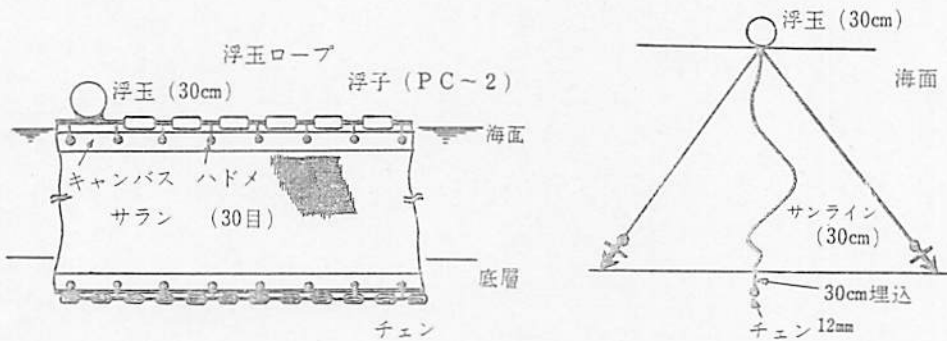 浮玉ロープ
浮玉 (30cm)
浮子 (PC~2)
海面
キャンバス ハドメ
サラン (30目)
底層
チェン
浮玉 (30cm)
海面
サンライン
(30cm)
30cm埋込
チェン 12mm